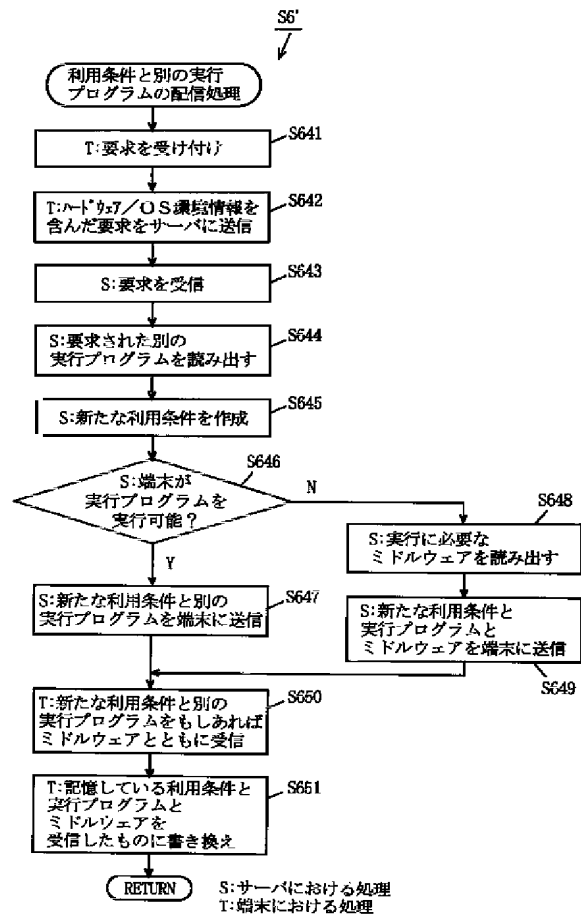 S6'
利用条件と別の実行
プログラムの配信処理
S641
T:要求を受け付け
S642
T:ハードウェア/OS環境情報を
含んだ要求をサーバに送信
S643
S:要求を受信
S644
S:要求された別の
実行プログラムを読み出す
S645
S:新たな利用条件を作成
S646
S:端末が
実行プログラムを
実行可能?
N
Y
S648
S:実行に必要な
ミドルウェアを読み出す
S647
S:新たな利用条件と別の
実行プログラムを端末に送信
S:新たな利用条件と
実行プログラムと
ミドルウェアを端末に送信
S649
S650
T:新たな利用条件と別の
実行プログラムをもしあれば
ミドルウェアとともに受信
S651
T:記憶している利用条件と
実行プログラムと
ミドルウェアを
受信したものに書き換え
RETURN
S:サーバにおける処理
T:端末における処理